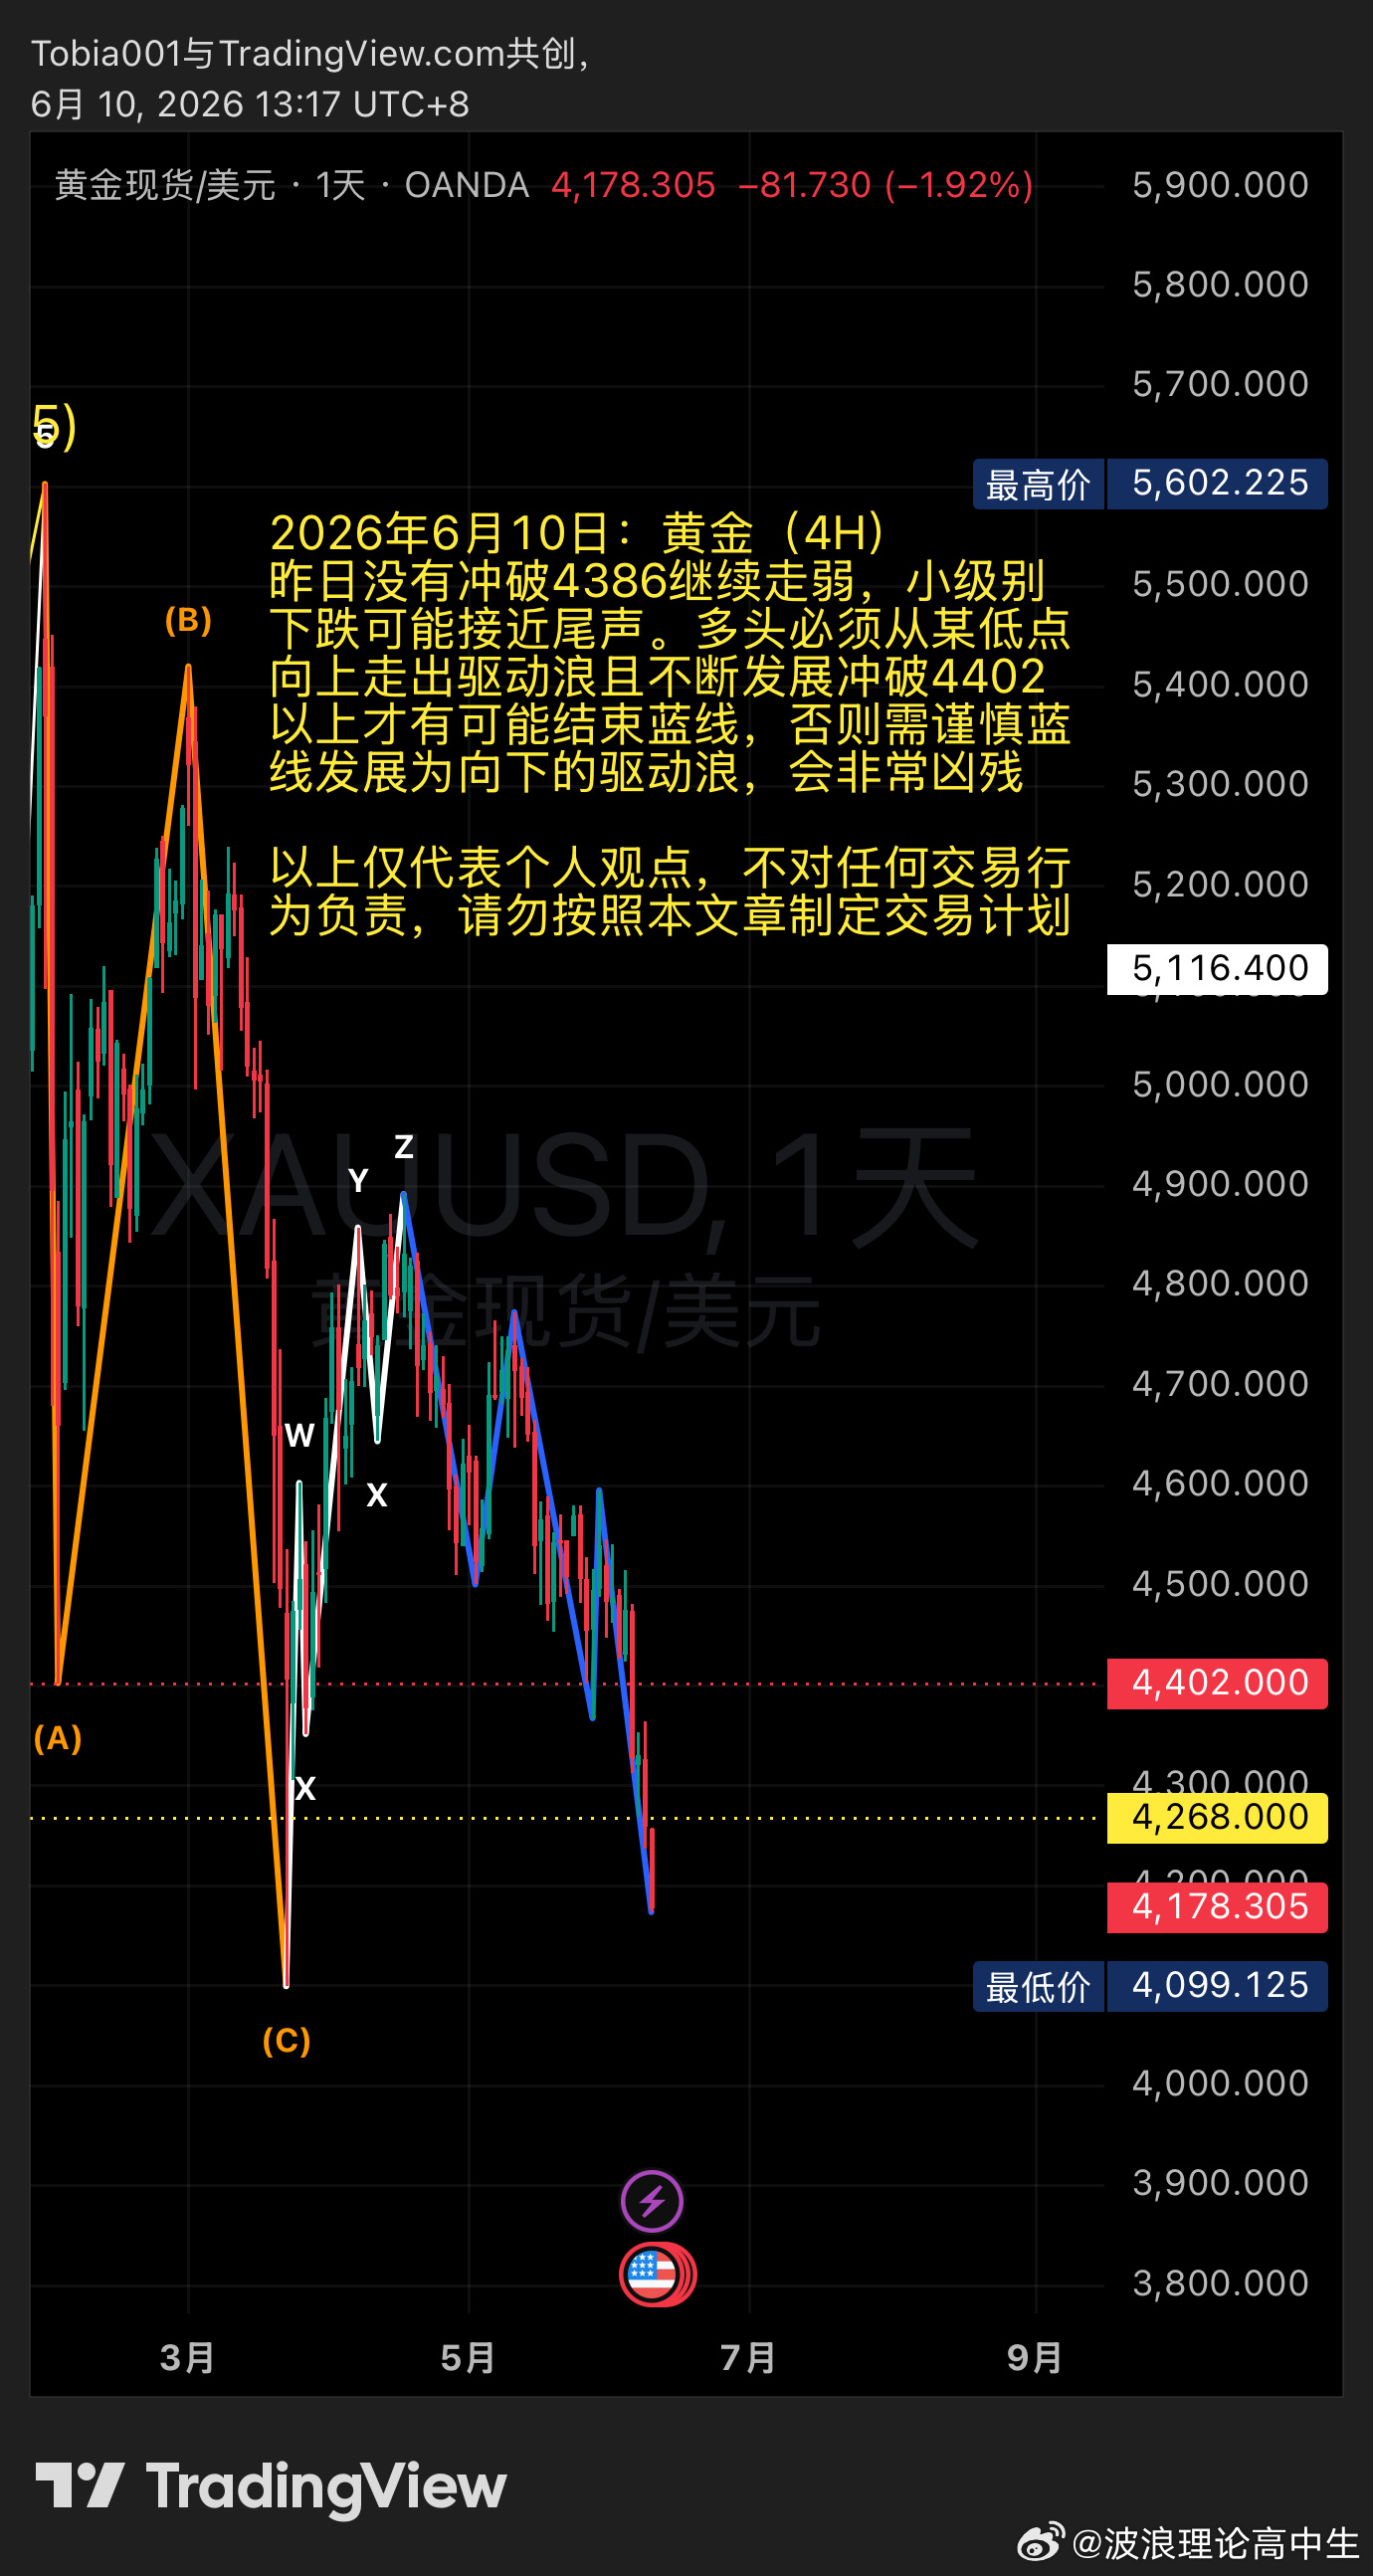 Tobia001与TradingView.com共创,
6月 10, 2026 13:17 UTC+8
黄金现货/美元 · 1天 · OANDA 4,178.305 −81.730 (−1.92%)
5,900.000
5,800.000
5,700.000
5)
5
最高价 5,602.225
2026年6月10日：黄金（4H）
昨日没有冲破4386继续走弱，小级别
下跌可能接近尾声。多头必须从某低点
向上走出驱动浪且不断发展冲破4402
以上才有可能结束蓝线，否则需谨慎蓝
线发展为向下的驱动浪，会非常凶残
以上仅代表个人观点，不对任何交易行
为负责，请勿按照本文章制定交易计划
5,500.000
(B)
5,400.000
5,300.000
5,200.000
5,116.400
5,000.000
XAUUSD, 1天
黄金现货/美元
Z
Y
4,900.000
4,800.000
4,700.000
W
X
4,600.000
4,500.000
4,402.000
(A)
X
4,300.000
4,268.000
4,200.000
4,178.305
最低价 4,099.125
(C)
4,000.000
3,900.000
3,800.000
3月 5月 7月 9月
TradingView
@波浪理论高中生